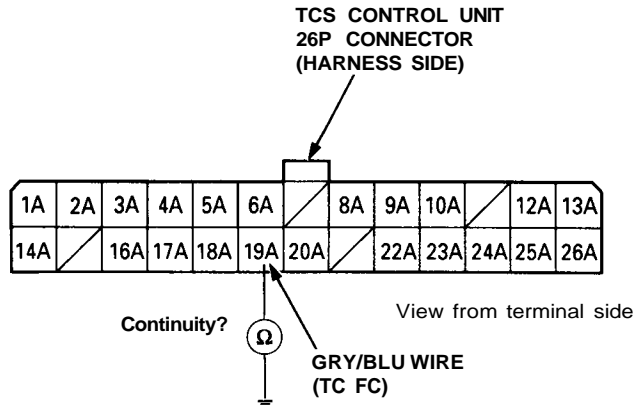 TCS CONTROL UNIT
26P CONNECTOR
(HARNESS SIDE)
1A 2A 3A 4A 5A 6A 8A 9A 10A 12A 13A
14A 16A 17A 18A 19A 20A 22A 23A 24A 25A 26A
View from terminal side
Continuity?
Ω
GRY/BLU WIRE
(TC FC)